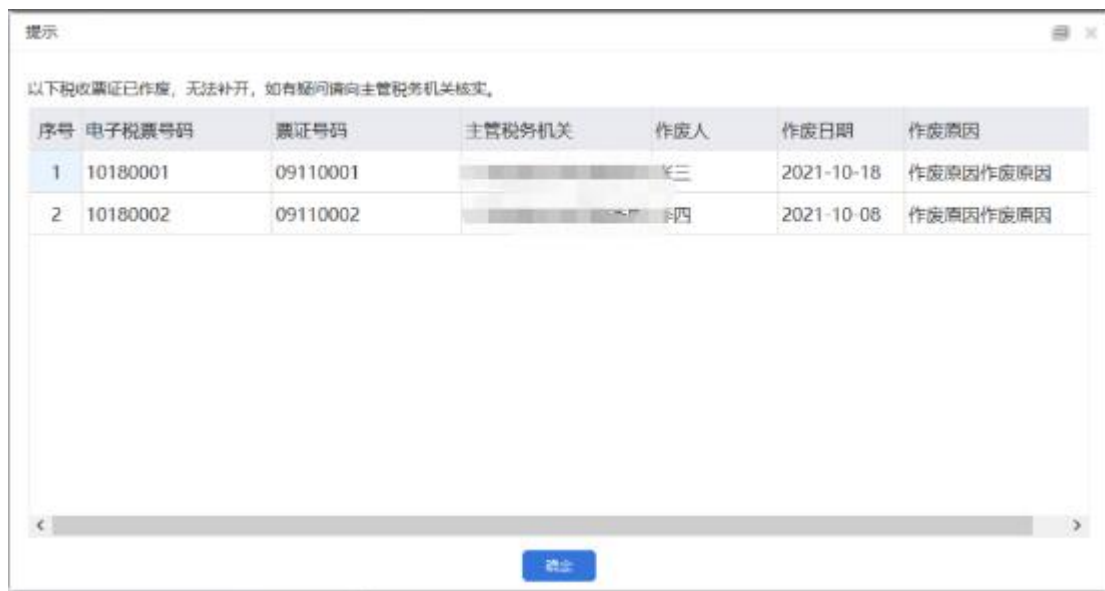 提示
以下税收票证已作废，无法补开，如有疑问请向主管税务机关核实。
序号 电子税票号码 票证号码 主管税务机关 作废人 作废日期 作废原因
1 10180001 09110001 张三 2021-10-18 作废原因作废原因
2 10180002 09110002 李四 2021-10-08 作废原因作废原因
确定